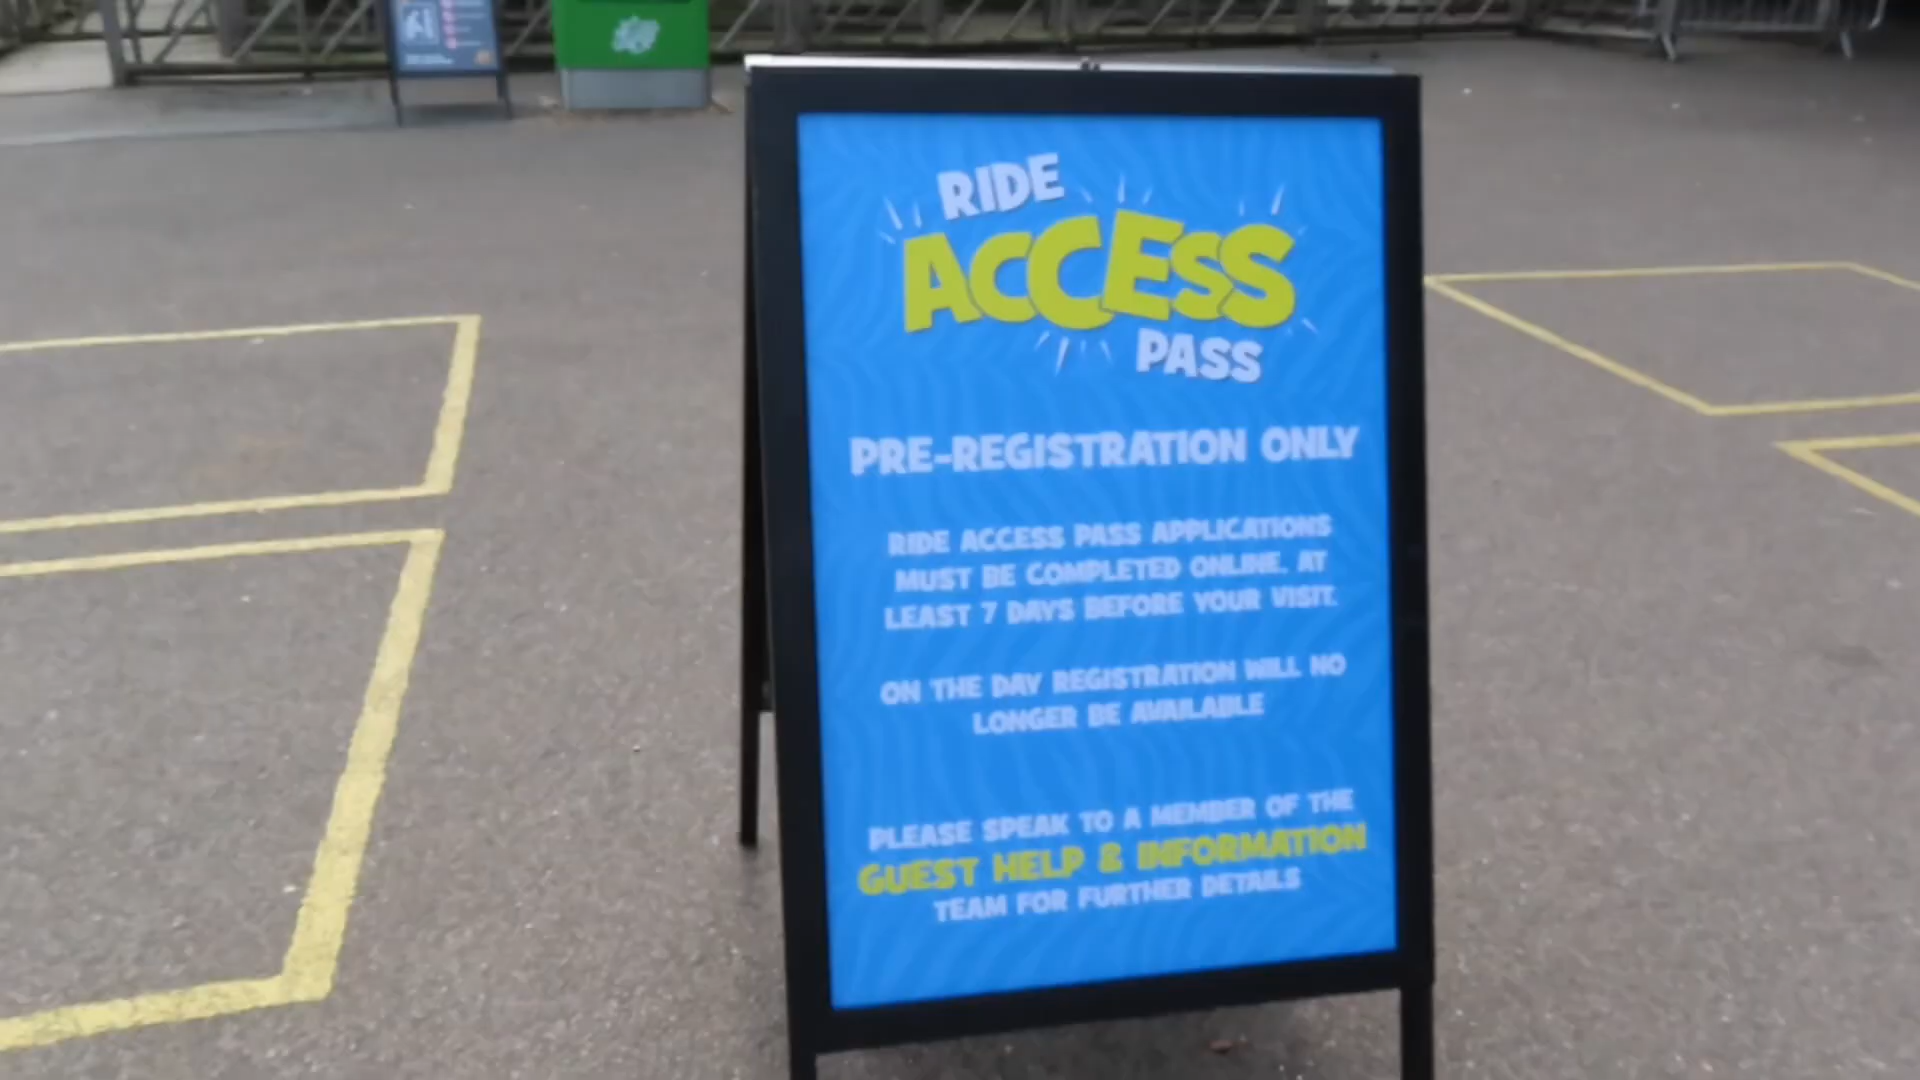 RIDE
ACCESS
PASS
PRE-REGISTRATION ONLY
RIDE ACCESS PASS APPLICATIONS
MUST BE COMPLETED ONLINE, AT
LEAST 7 DAYS BEFORE YOUR VISIT.
ON THE DAY REGISTRATION WILL NO
LONGER BE AVAILABLE
PLEASE SPEAK TO A MEMBER OF THE
GUEST HELP & INFORMATION
TEAM FOR FURTHER DETAILS